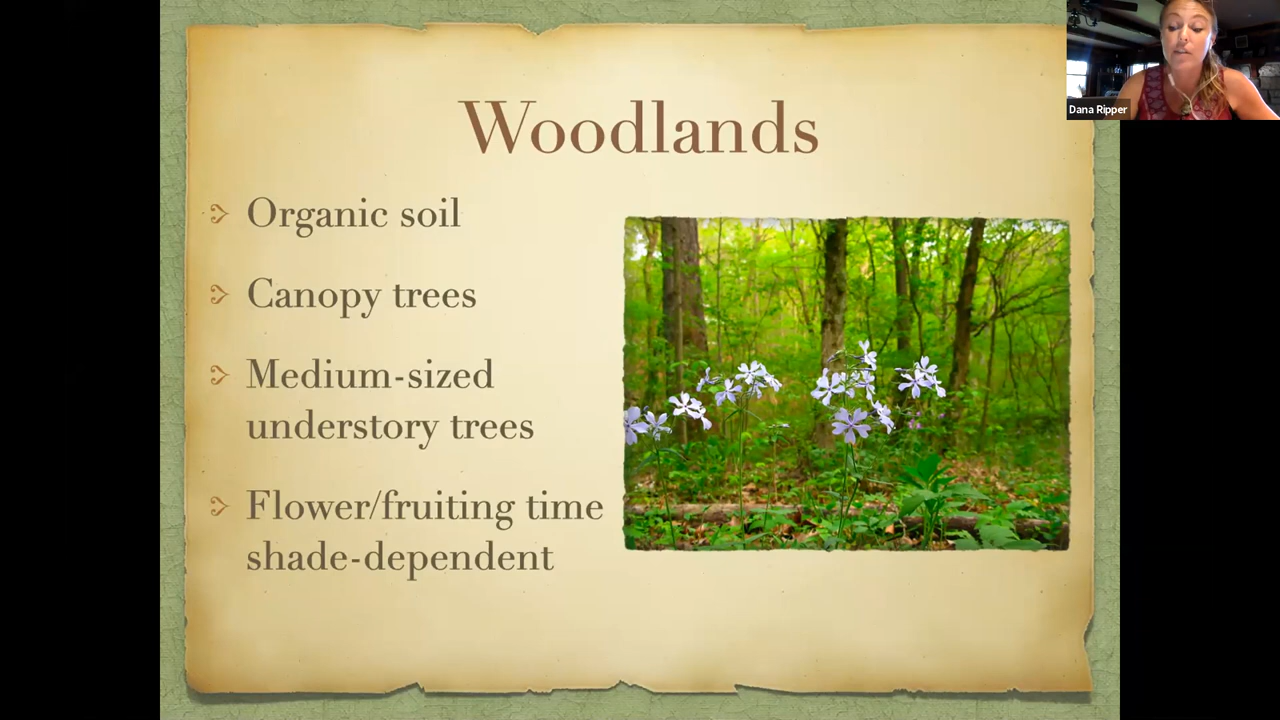 Woodlands
Organic soil
Canopy trees
Medium-sized
understory trees
Flower/fruiting time
shade-dependent
Dana Ripper